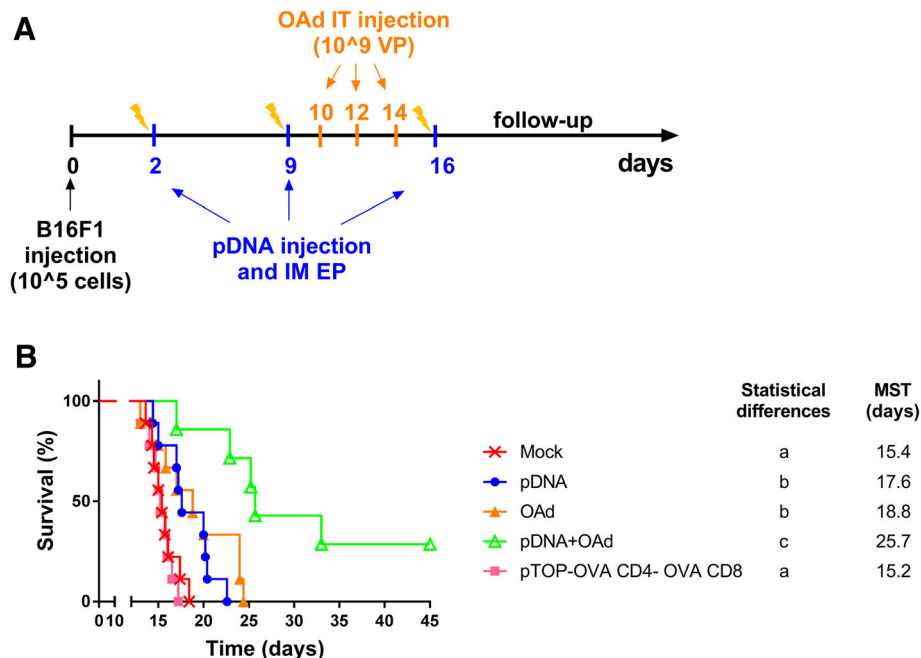 A
OAd IT injection
(10^9 VP)
10 12 14
follow-up
0 2 9 16 days
B16F1
injection
(10^5 cells)
pDNA injection
and IM EP
B
Survival (%)
100
50
0
0 10 15 20 25 30 35 40 45
Time (days)
Statistical differences MST (days)
Mock a 15.4
pDNA b 17.6
OAd b 18.8
pDNA+OAd c 25.7
pTOP-OVA CD4- OVA CD8 a 15.2